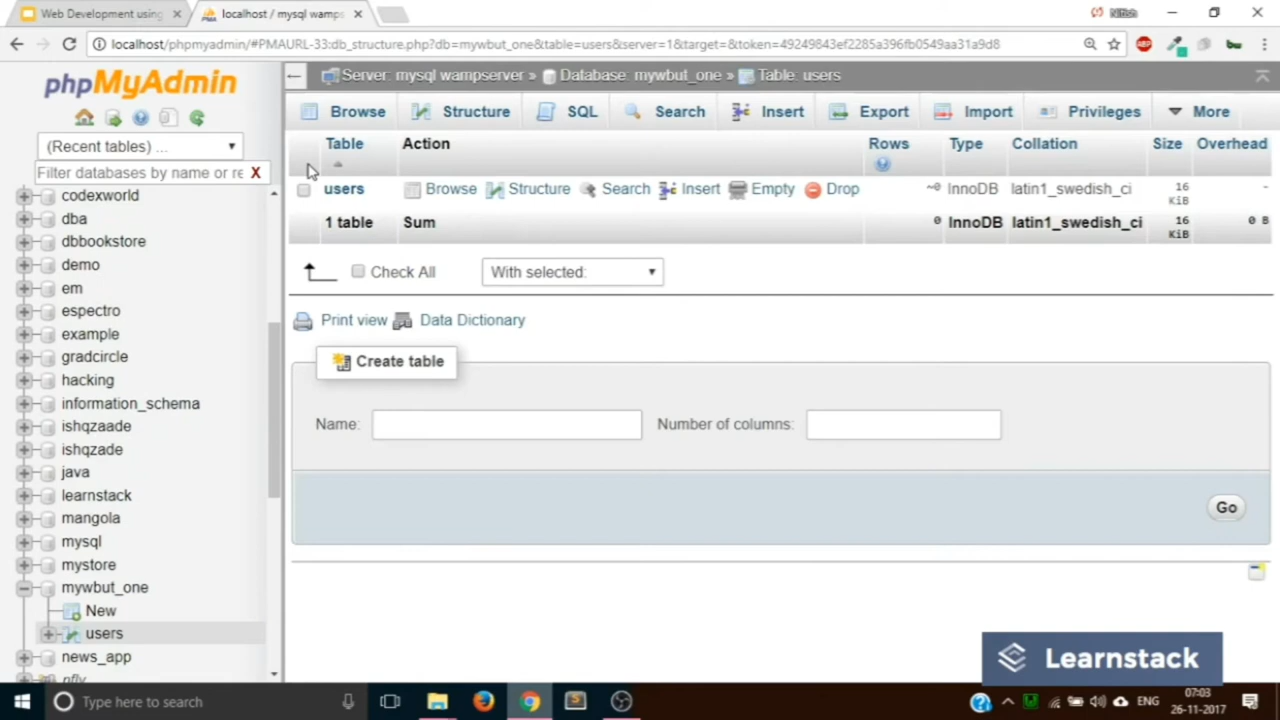 Web Development using
localhost / mysql wamps
Nitish
localhost/phpmyadmin/#PMAURL-33:db_structure.php?db=mywbut_one&table=users&server=1&target=&token=49249843ef2285a396fb0549aa31a9d8
ABP
phpMyAdmin
(Recent tables) ...
Filter databases by name or re X
codexworld
dba
dbbookstore
demo
em
espectro
example
gradcircle
hacking
information_schema
ishqzaade
ishqzade
java
learnstack
mangola
mysql
mystore
mywbut_one
New
users
news_app
nfly
Server: mysql wampserver » Database: mywbut_one » Table: users
Browse Structure SQL Search Insert Export Import Privileges More
Table Action Rows Type Collation Size Overhead
users Browse Structure Search Insert Empty Drop ~0 InnoDB latin1_swedish_ci 16 KiB -
1 table Sum 0 InnoDB latin1_swedish_ci 16 KiB 0 B
Check All With selected:
Print view Data Dictionary
Create table
Name: Number of columns:
Go
Learnstack
Type here to search
ENG
07:03
26-11-2017